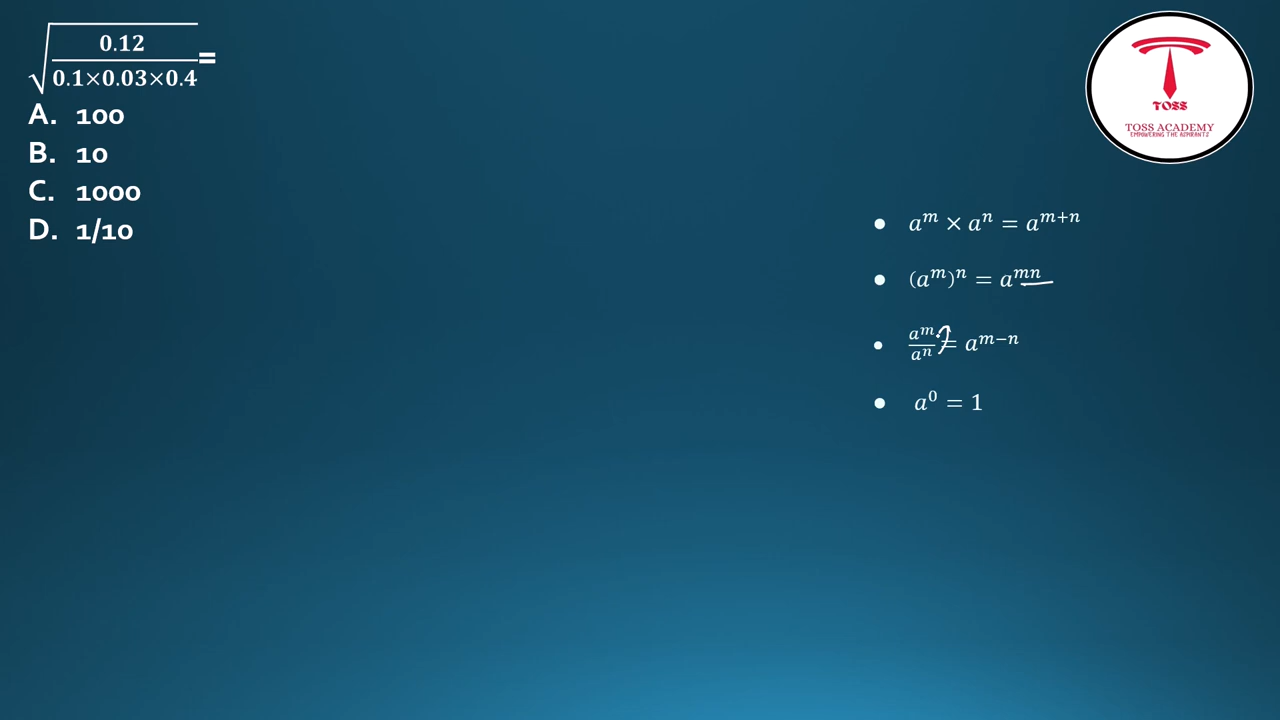 √(0.12/(0.1×0.03×0.4))=
A. 100
B. 10
C. 1000
D. 1/10
TOSS
TOSS ACADEMY
EMPOWERING THE ASPIRANTS
• a^m × a^n = a^(m+n)
• (a^m)^n = a^(mn)
• a^m/a^n = a^(m−n)
• a^0 = 1